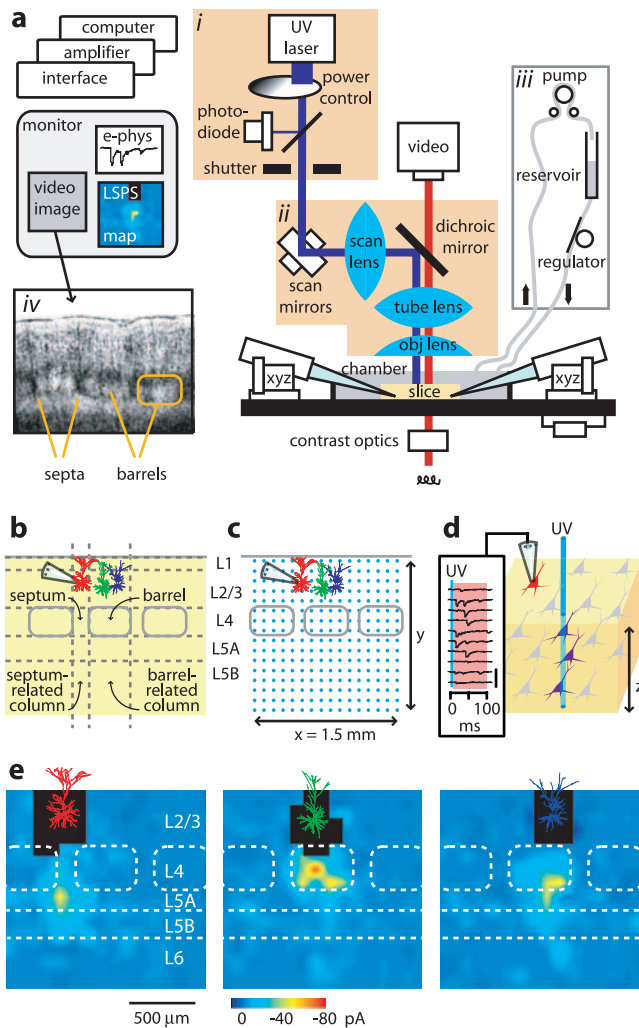 a
computer
amplifier
interface
monitor
e-phys
video
image
LSPS
map
iv
septa
barrels
i
UV
laser
power
control
photo-
diode
shutter
ii
scan
lens
scan
mirrors
video
dichroic
mirror
tube lens
obj lens
chamber
xyz
slice
xyz
contrast optics
iii
pump
reservoir
regulator
b
septum
barrel
septum-
related
column
barrel-
related
column
c
L1
L2/3
L4
L5A
L5B
y
x = 1.5 mm
d
UV
UV
0
100
ms
z
e
L2/3
L4
L5A
L5B
L6
500 µm
0 -40 -80 pA